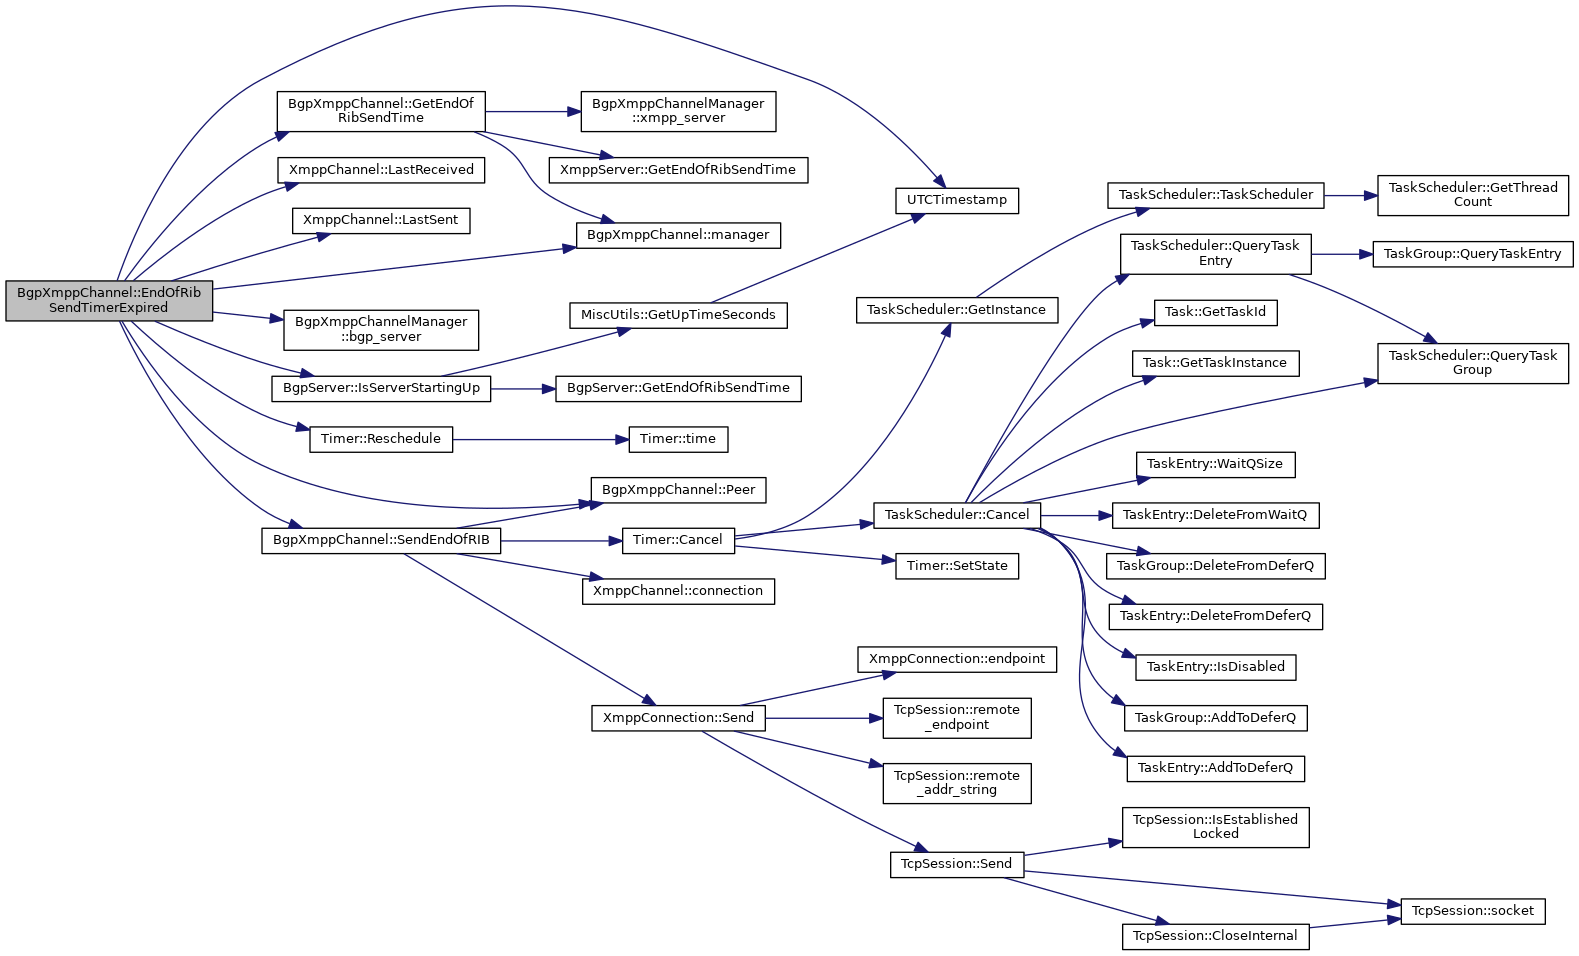 BgpXmppChannel::EndOfRib
SendTimerExpired
BgpXmppChannel::GetEndOf
RibSendTime
XmppChannel::LastReceived
XmppChannel::LastSent
BgpXmppChannelManager
::bgp_server
BgpServer::IsServerStartingUp
Timer::Reschedule
BgpXmppChannel::SendEndOfRIB
BgpXmppChannelManager
::xmpp_server
XmppServer::GetEndOfRibSendTime
BgpXmppChannel::manager
MiscUtils::GetUpTimeSeconds
BgpServer::GetEndOfRibSendTime
Timer::time
BgpXmppChannel::Peer
Timer::Cancel
XmppChannel::connection
XmppConnection::Send
UTCTimestamp
TaskScheduler::GetInstance
TaskScheduler::Cancel
Timer::SetState
XmppConnection::endpoint
TcpSession::remote
_endpoint
TcpSession::remote
_addr_string
TcpSession::Send
TaskScheduler::TaskScheduler
TaskScheduler::QueryTask
Entry
Task::GetTaskId
Task::GetTaskInstance
TaskEntry::WaitQSize
TaskEntry::DeleteFromWaitQ
TaskGroup::DeleteFromDeferQ
TaskEntry::DeleteFromDeferQ
TaskEntry::IsDisabled
TaskGroup::AddToDeferQ
TaskEntry::AddToDeferQ
TcpSession::IsEstablished
Locked
TcpSession::CloseInternal
TaskScheduler::GetThread
Count
TaskGroup::QueryTaskEntry
TaskScheduler::QueryTask
Group
TcpSession::socket